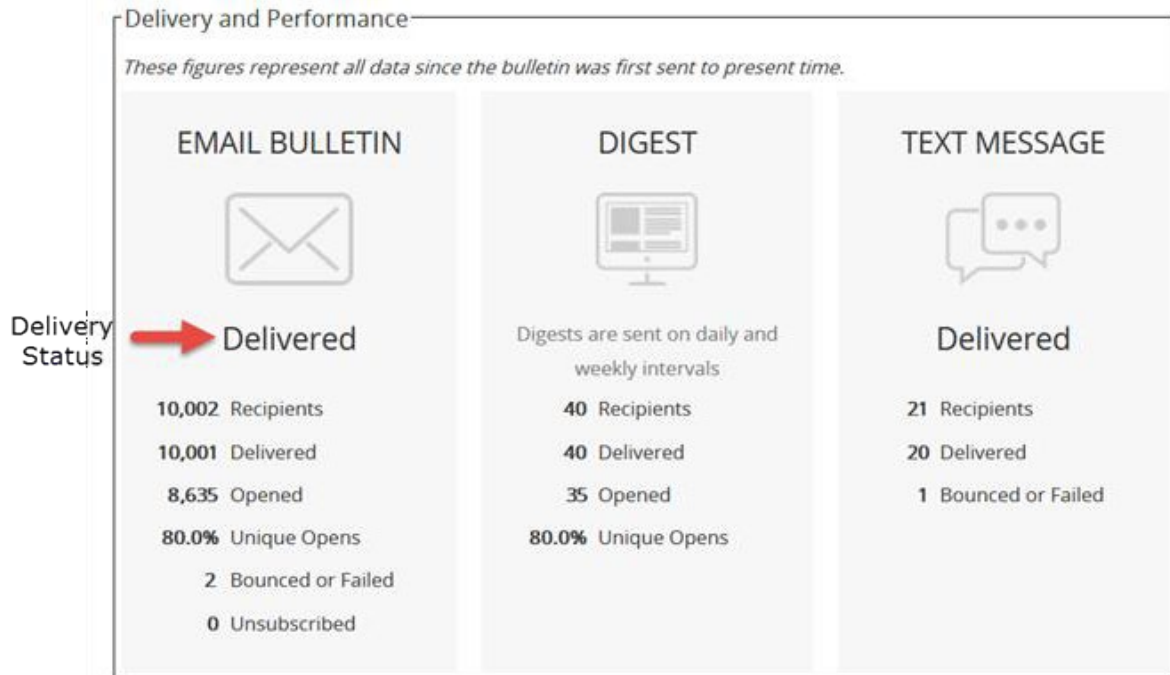 Delivery and Performance
These figures represent all data since the bulletin was first sent to present time.
EMAIL BULLETIN
Delivery
Status
Delivered
10,002 Recipients
10,001 Delivered
8,635 Opened
80.0% Unique Opens
2 Bounced or Failed
0 Unsubscribed
DIGEST
Digests are sent on daily and
weekly intervals
40 Recipients
40 Delivered
35 Opened
80.0% Unique Opens
TEXT MESSAGE
Delivered
21 Recipients
20 Delivered
1 Bounced or Failed